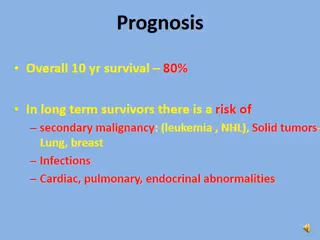 Prognosis
• Overall 10 yr survival – 80%
• In long term survivors there is a risk of
– secondary malignancy: (leukemia , NHL), Solid tumors:
Lung, breast
– Infections
– Cardiac, pulmonary, endocrinal abnormalities